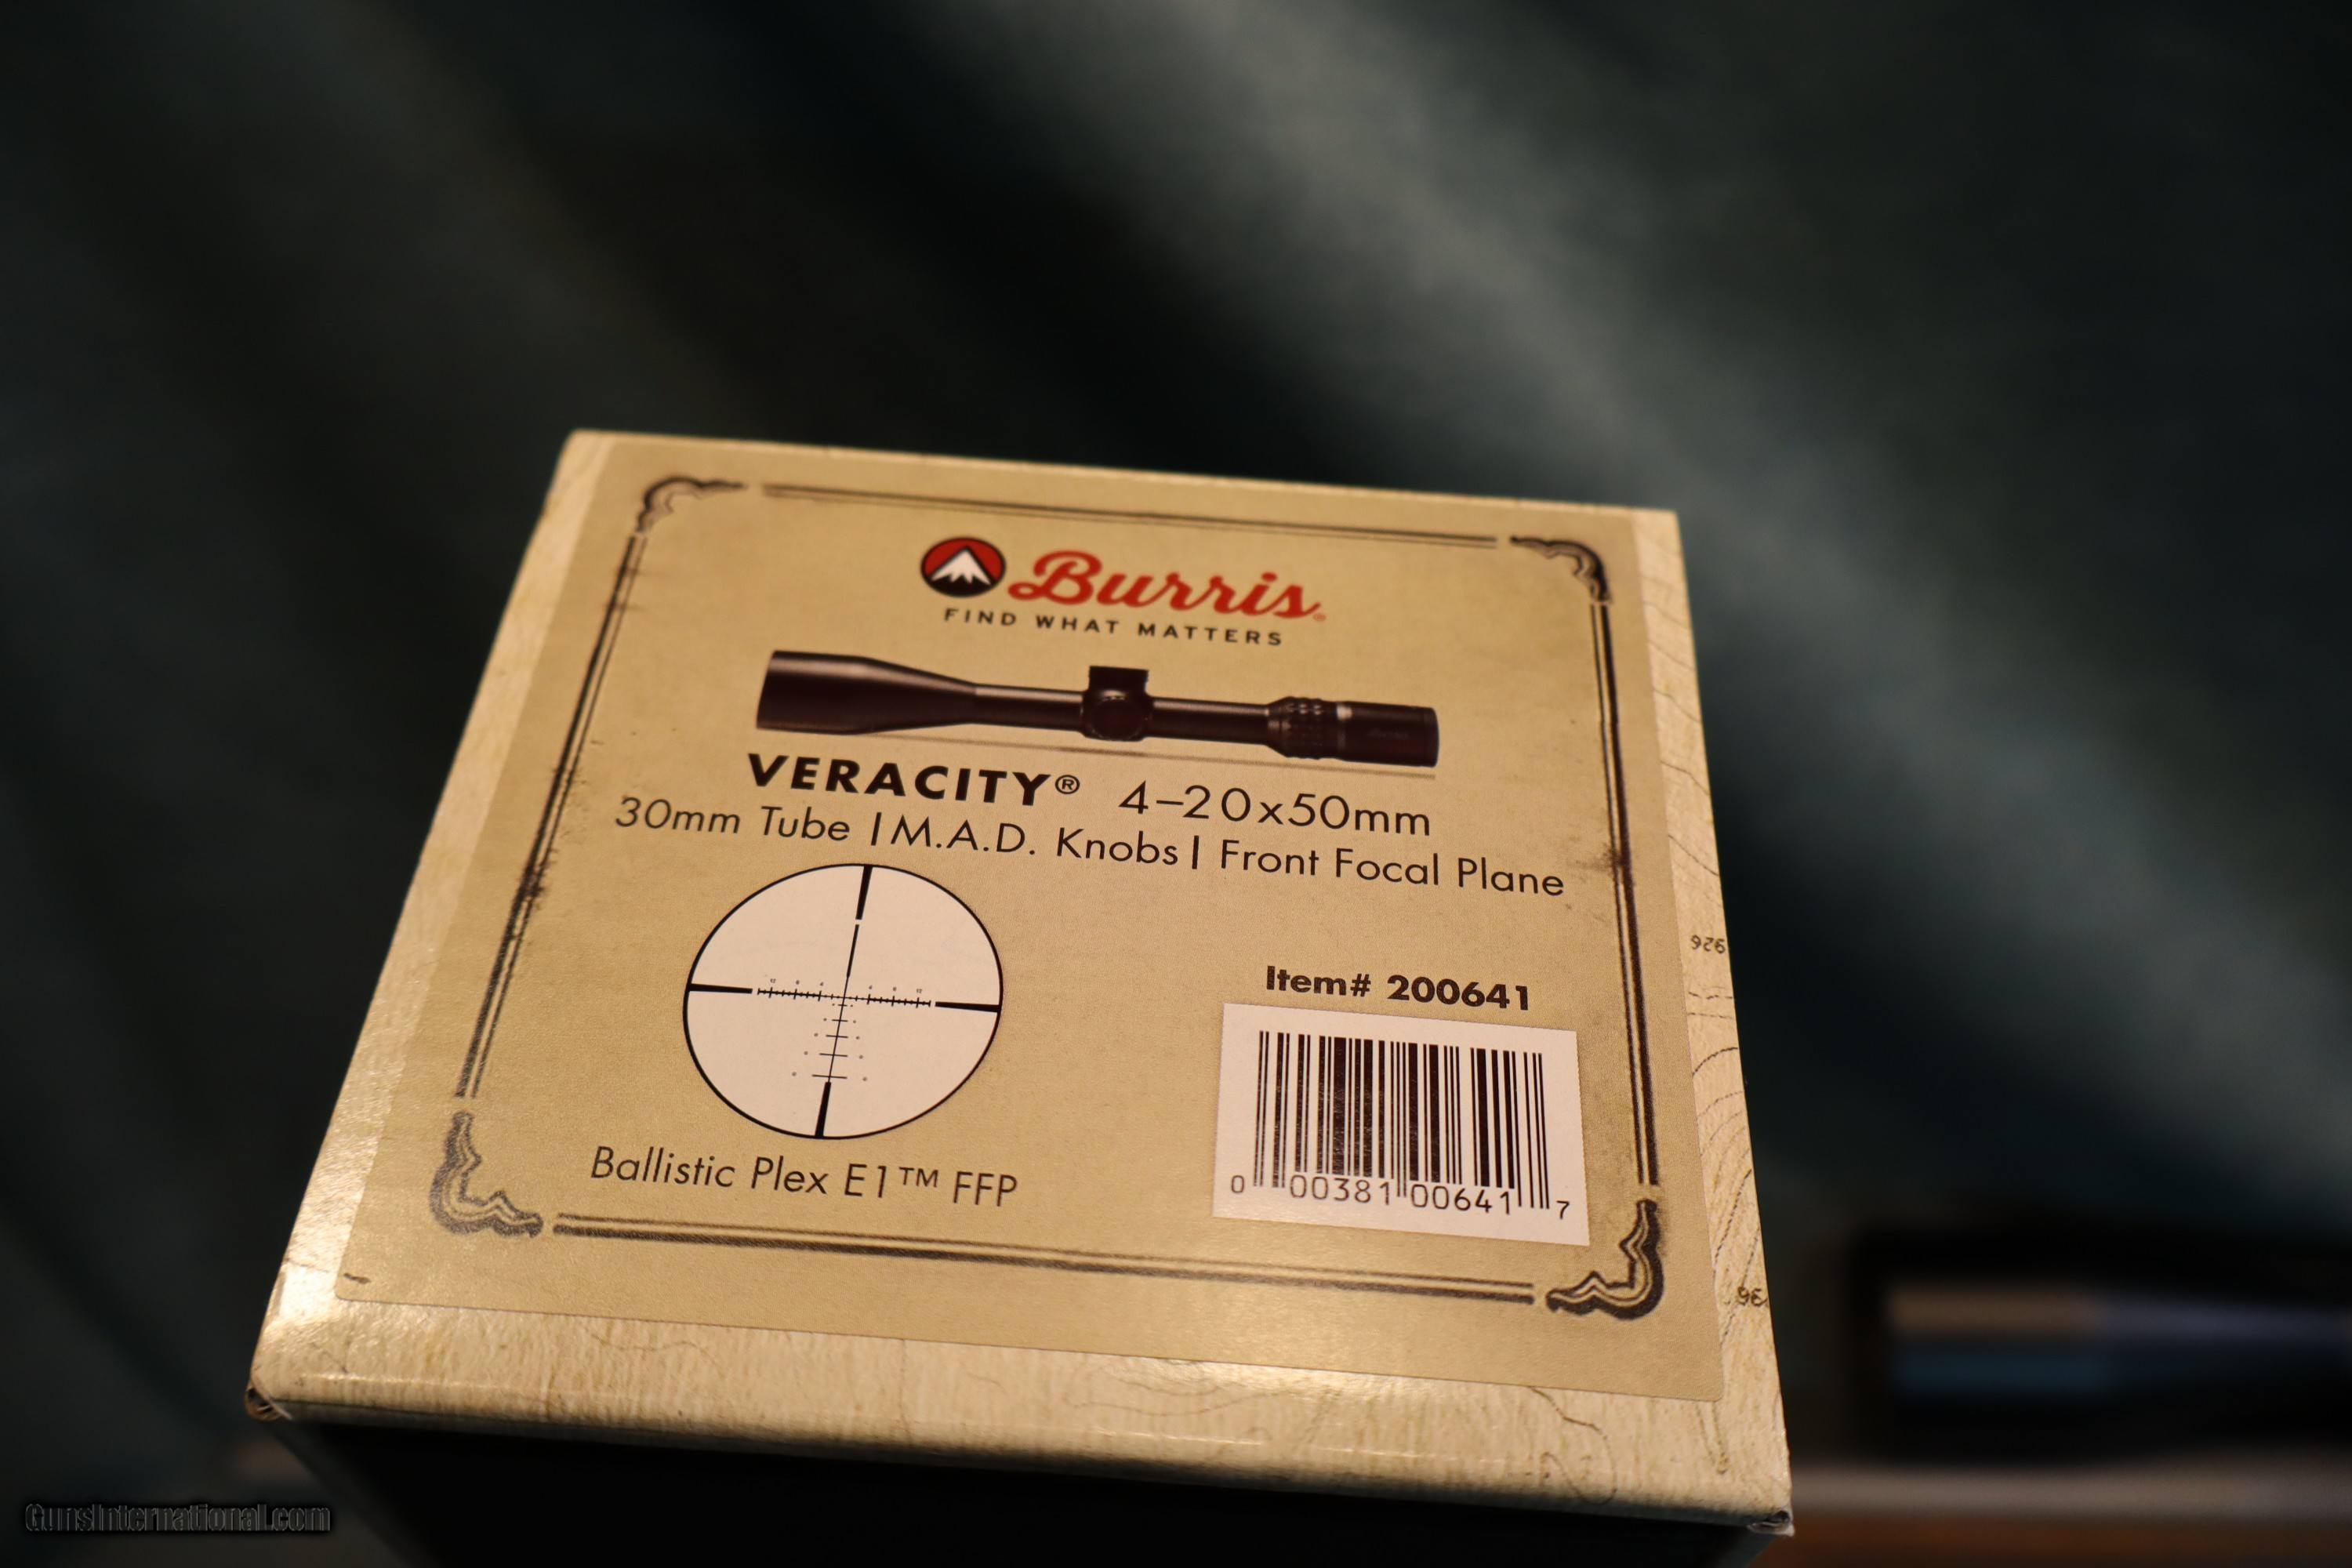 Burris®
FIND WHAT MATTERS
VERACITY® 4-20x50mm
30mm Tube | M.A.D. Knobs | Front Focal Plane
Item# 200641
0 00381 00641 7
Ballistic Plex E1™ FFP
926
GunsInternational.com